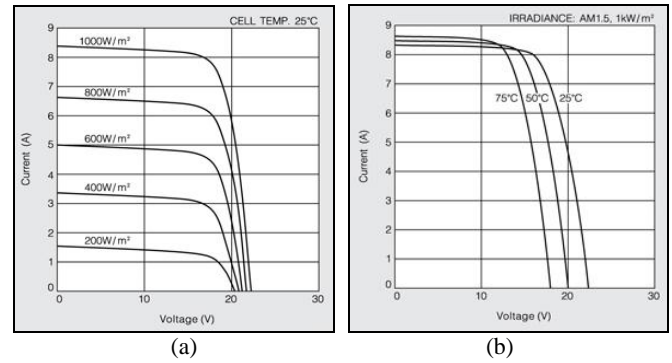 CELL TEMP. 25°C
9
8
7
6
5
4
3
2
1
0
1000W/m²
800W/m²
600W/m²
400W/m²
200W/m²
Current (A)
0 10 20 30
Voltage (V)
(a)
IRRADIANCE: AM1.5, 1kW/m²
9
8
7
6
5
4
3
2
1
0
75°C 50°C 25°C
Current (A)
0 10 20 30
Voltage (V)
(b)